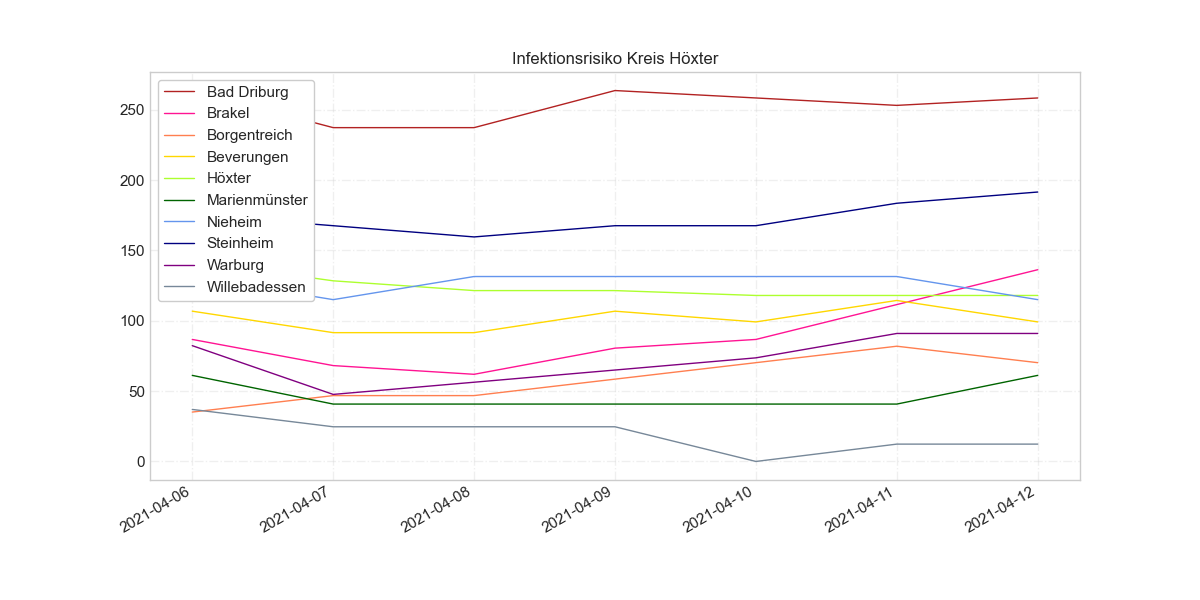 Infektionsrisiko Kreis Höxter
Bad Driburg
Brakel
Borgentreich
Beverungen
Höxter
Marienmünster
Nieheim
Steinheim
Warburg
Willebadessen
250
200
150
100
50
0
2021-04-06
2021-04-07
2021-04-08
2021-04-09
2021-04-10
2021-04-11
2021-04-12